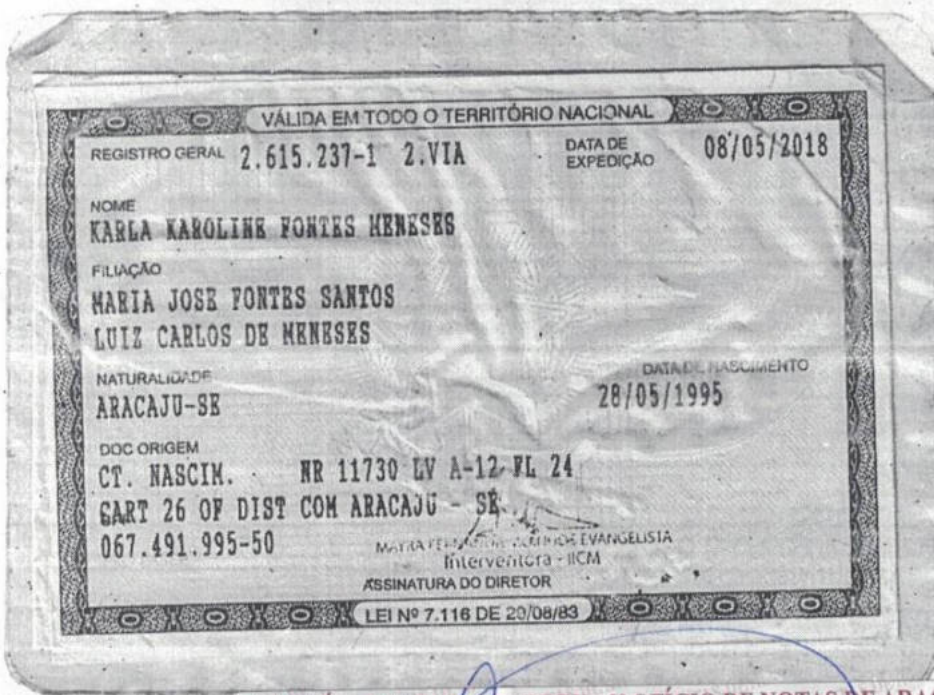 VÁLIDA EM TODO O TERRITÓRIO NACIONAL
REGISTRO GERAL 2.615.237-1 2.VIA DATA DE EXPEDIÇÃO 08/05/2018
NOME
KARLA KAROLINE FONTES MENESES
FILIAÇÃO
MARIA JOSE FONTES SANTOS
LUIZ CARLOS DE MENESES
NATURALIDADE DATA DE NASCIMENTO
ARACAJU-SE 28/05/1995
DOC ORIGEM
CT. NASCIM. NR 11730 LV A-12 FL 24
CART 26 OF DIST COM ARACAJU - SE
067.491.995-50
EVANGELISTA
Interventora - IICM
ASSINATURA DO DIRETOR
LEI Nº 7.116 DE 29/08/83
DE NOTAS DE